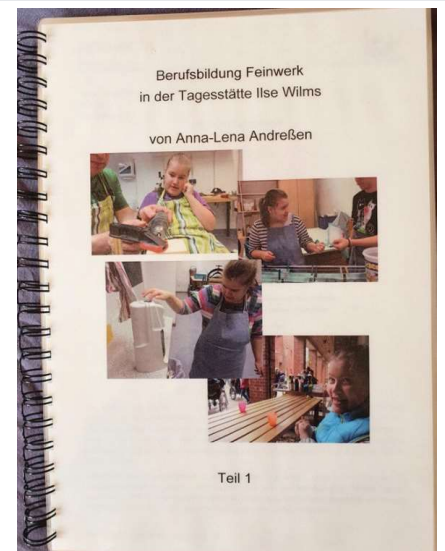 Berufsbildung Feinwerk
in der Tagesstätte Ilse Wilms
von Anna-Lena Andreßen
Teil 1